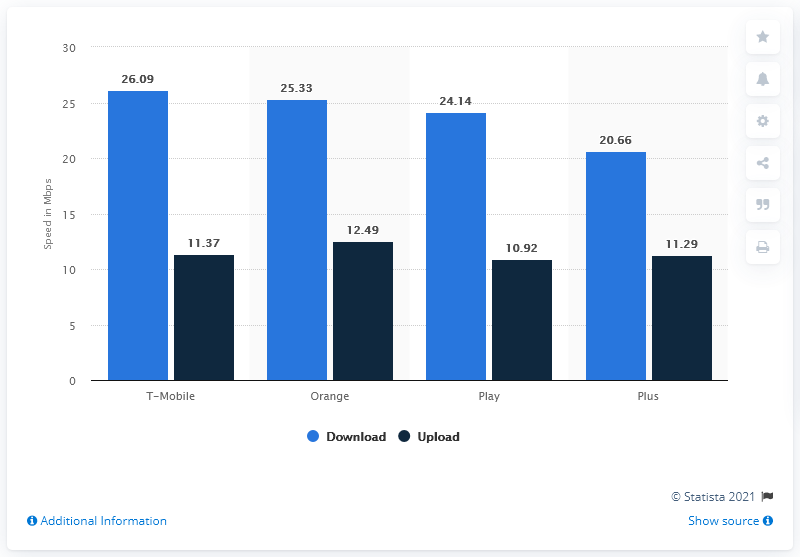 30
25
20
15
10
5
0
Speed in Mbps
26.09
11.37
25.33
12.49
24.14
10.92
20.66
11.29
T-Mobile
Orange
Play
Plus
Download
Upload
© Statista 2021
Additional Information
Show source